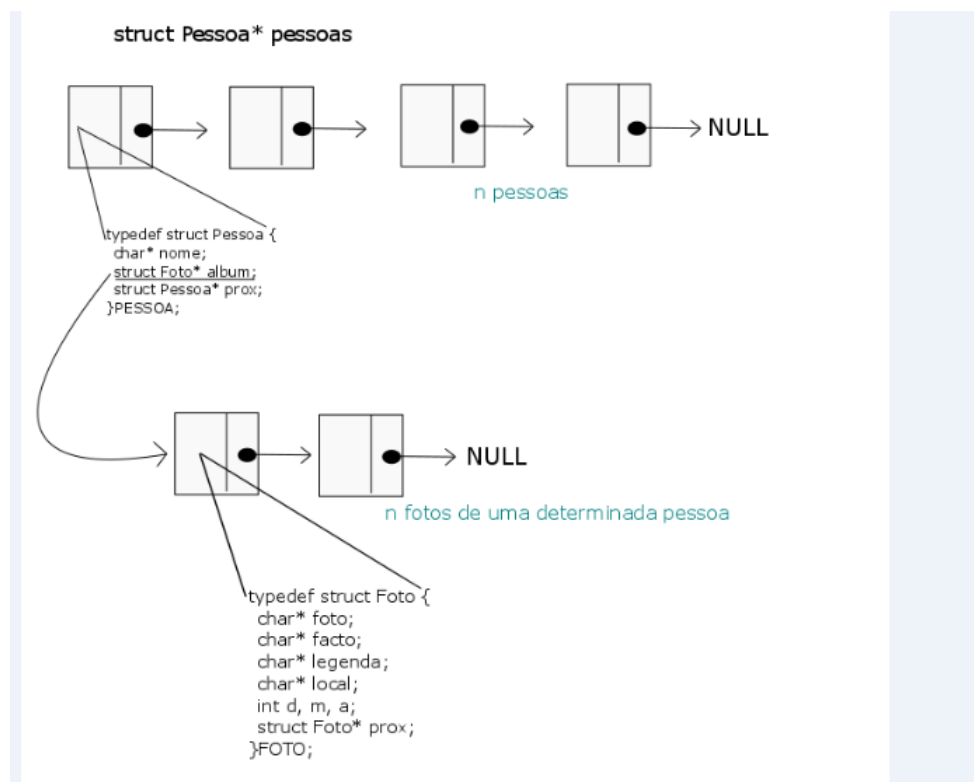 struct Pessoa* pessoas
NULL
n pessoas
typedef struct Pessoa {
char* nome;
struct Foto* album;
struct Pessoa* prox;
}PESSOA;
NULL
n fotos de uma determinada pessoa
typedef struct Foto {
char* foto;
char* facto;
char* legenda;
char* local;
int d, m, a;
struct Foto* prox;
}FOTO;